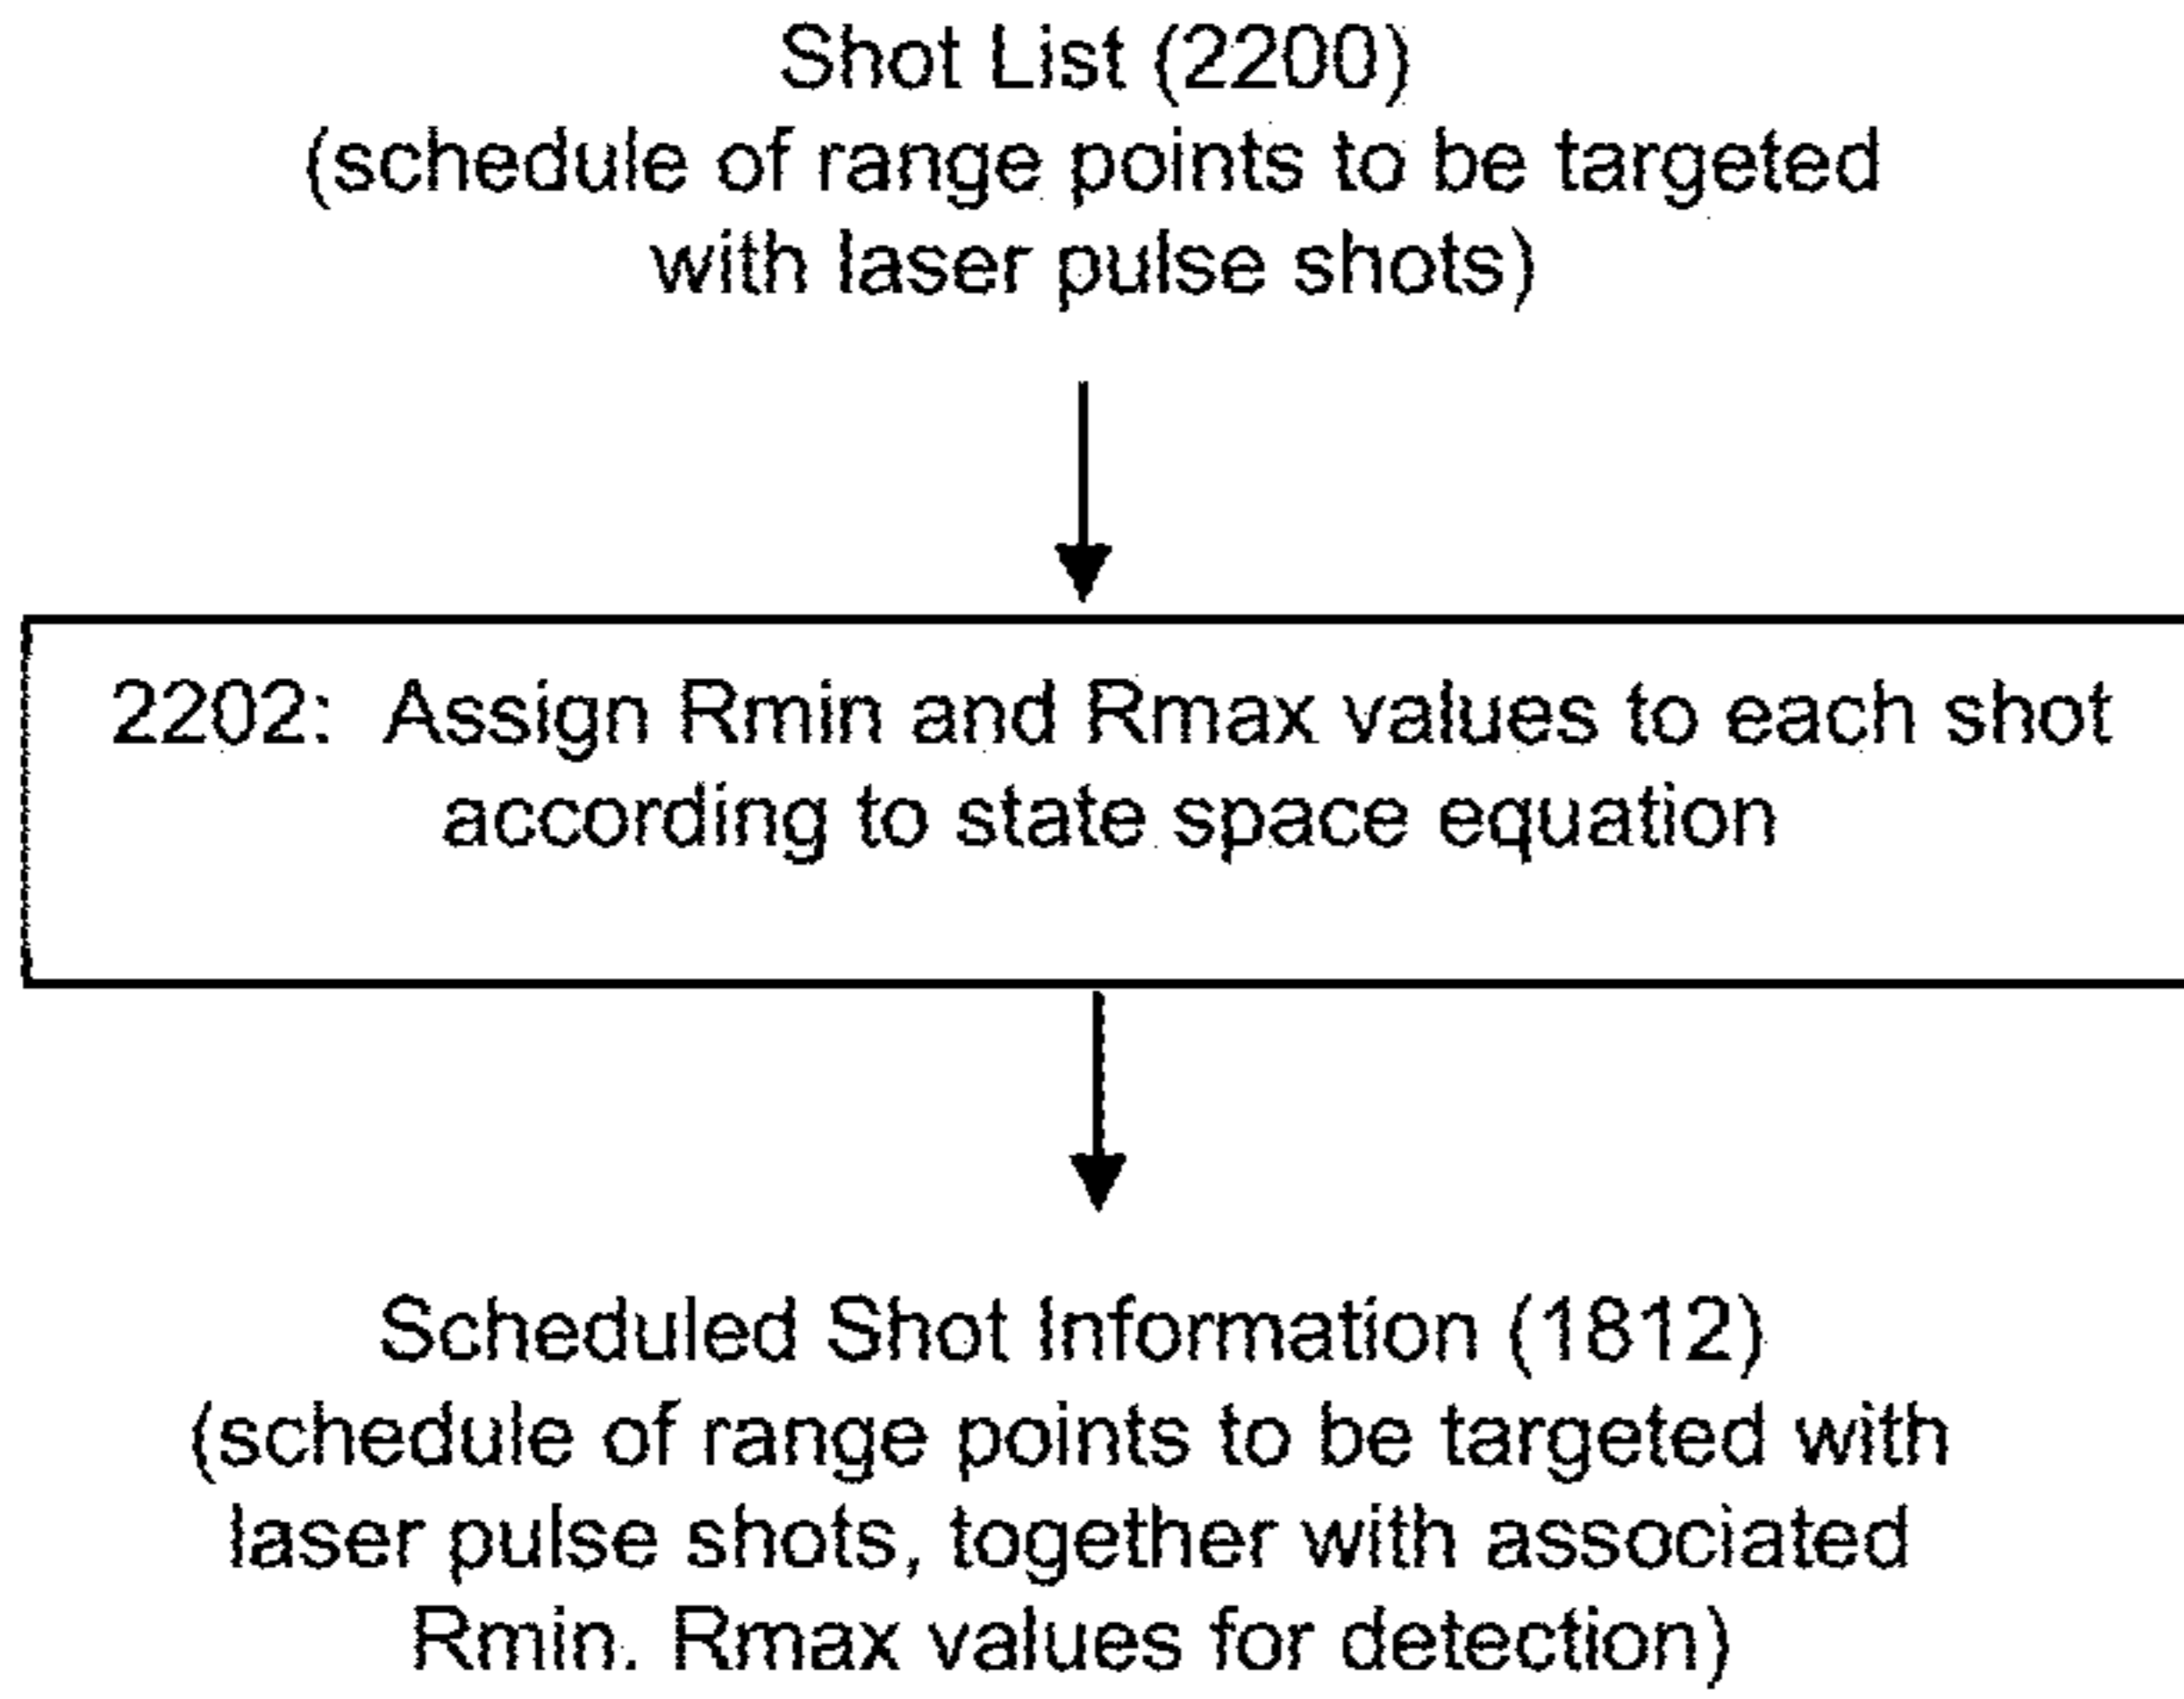 Shot List (2200)
(schedule of range points to be targeted
with laser pulse shots)
2202: Assign Rmin and Rmax values to each shot
according to state space equation
Scheduled Shot Information (1812)
(schedule of range points to be targeted with
laser pulse shots, together with associated
Rmin. Rmax values for detection)